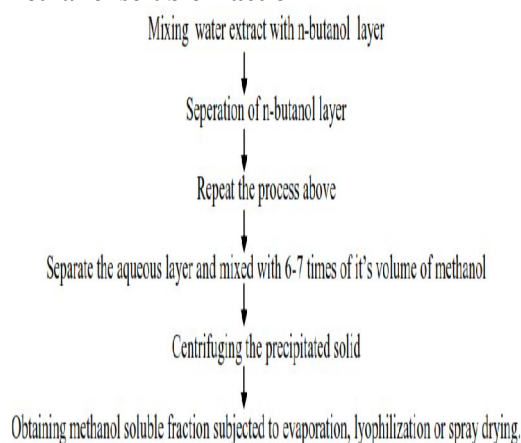 Mixing water extract with n-butanol layer
Seperation of n-butanol layer
Repeat the process above
Separate the aqueous layer and mixed with 6-7 times of it's volume of methanol
Centrifuging the precipitated solid
Obtaining methanol soluble fraction subjected to evaporation, lyophilization or spray drying.